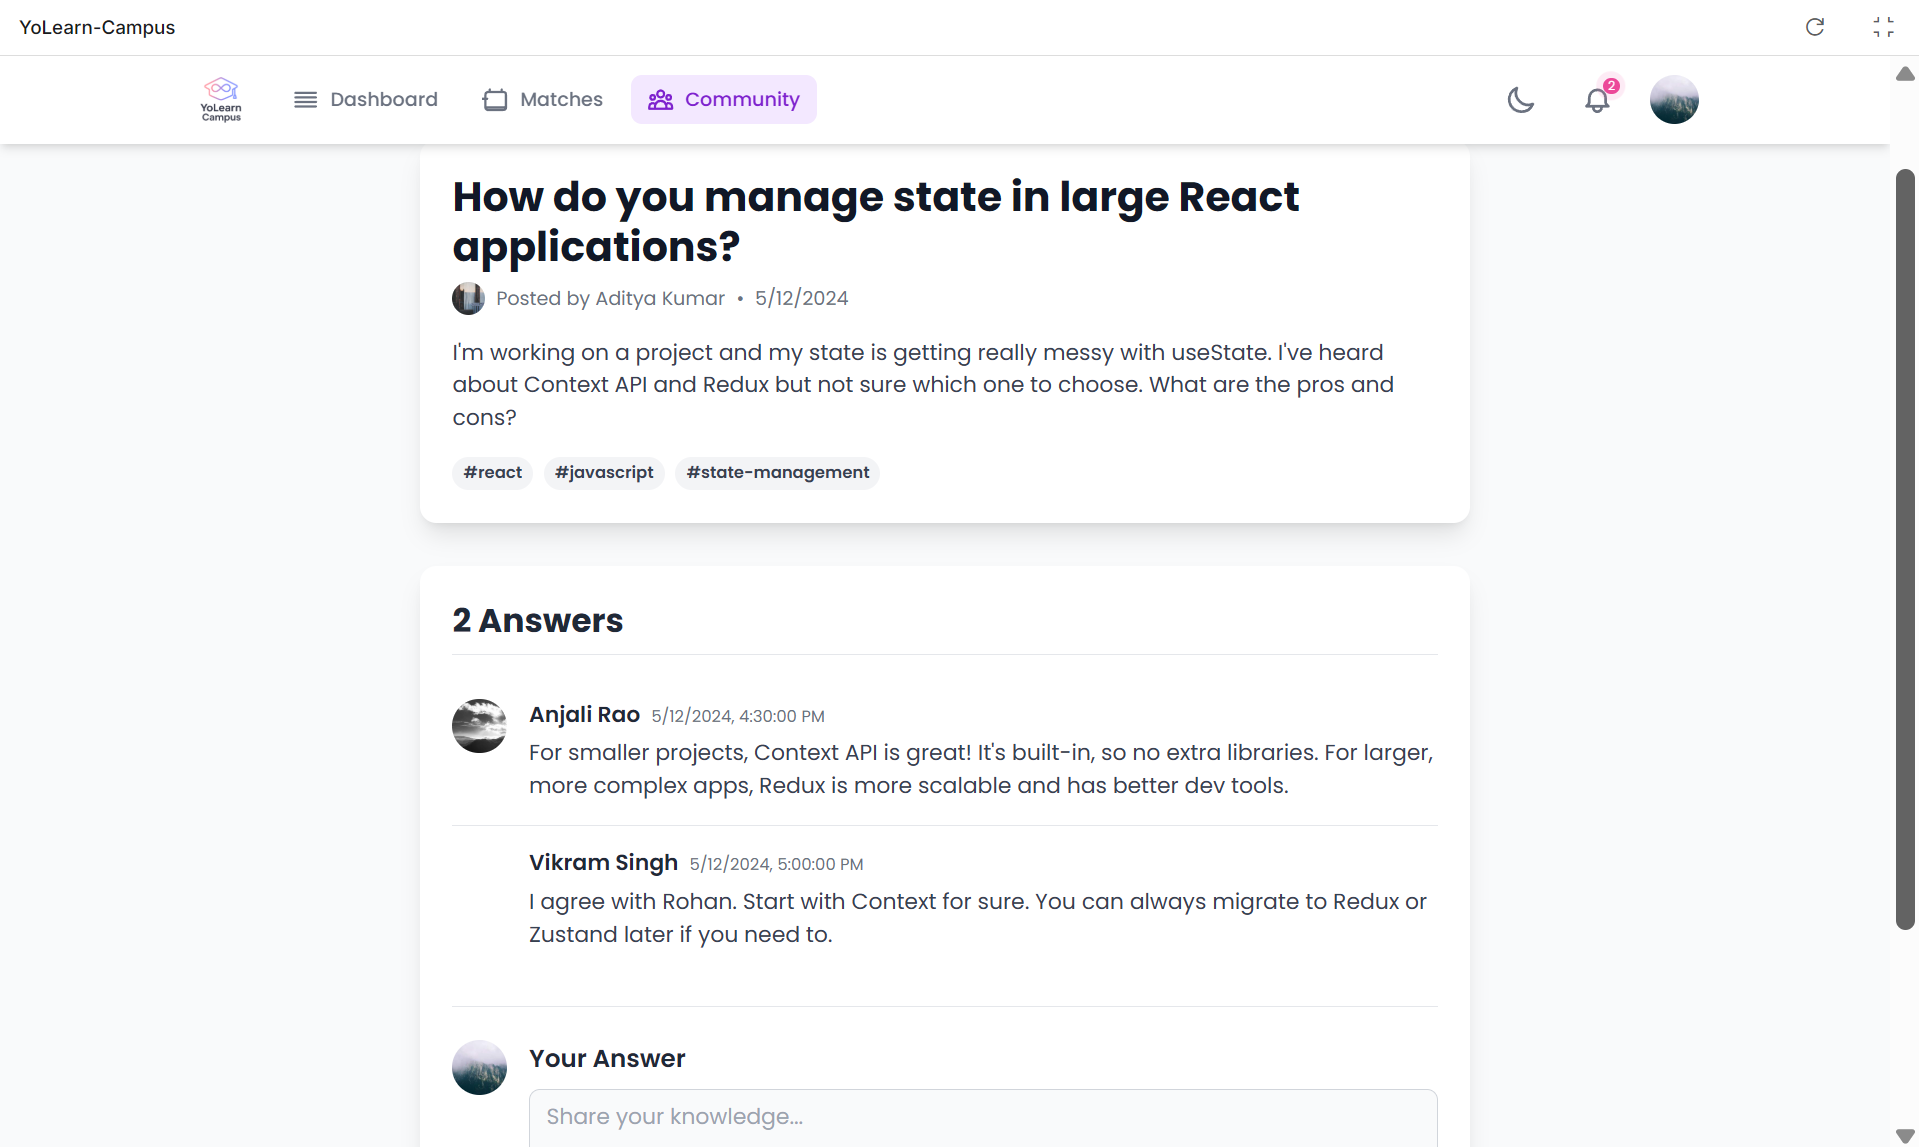 YoLearn-Campus
YoLearn
Campus
Dashboard
Matches
Community
2
How do you manage state in large React
applications?
Posted by Aditya Kumar • 5/12/2024
I'm working on a project and my state is getting really messy with useState. I've heard
about Context API and Redux but not sure which one to choose. What are the pros and
cons?
#react #javascript #state-management
2 Answers
Anjali Rao 5/12/2024, 4:30:00 PM
For smaller projects, Context API is great! It's built-in, so no extra libraries. For larger,
more complex apps, Redux is more scalable and has better dev tools.
Vikram Singh 5/12/2024, 5:00:00 PM
I agree with Rohan. Start with Context for sure. You can always migrate to Redux or
Zustand later if you need to.
Your Answer
Share your knowledge...